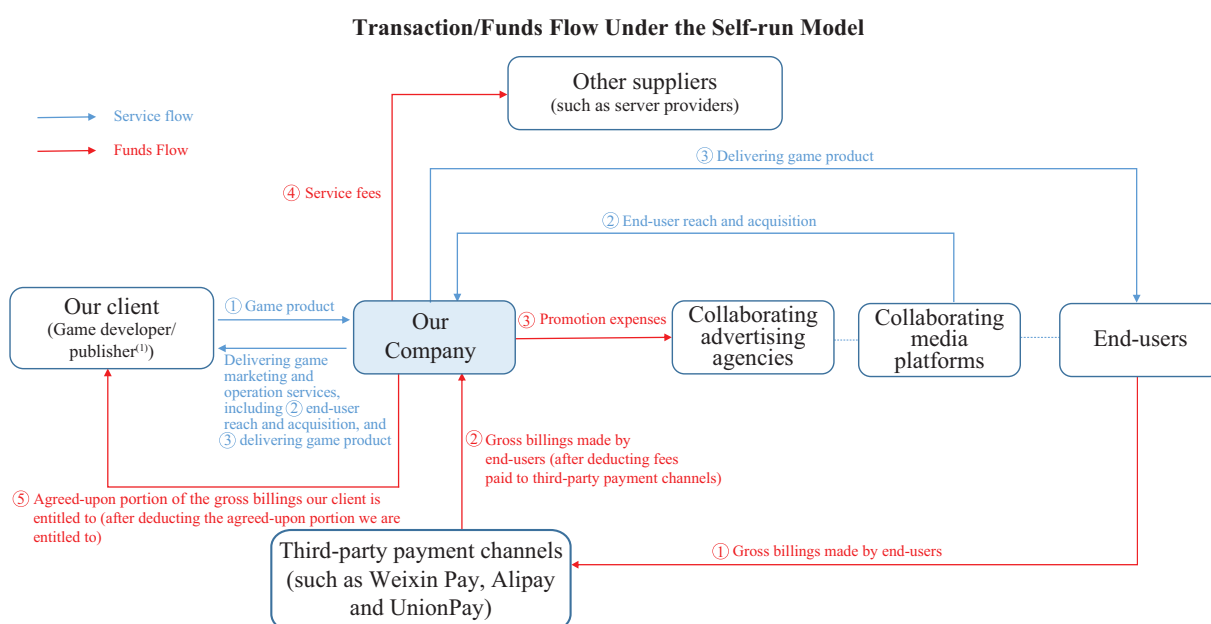 Transaction/Funds Flow Under the Self-run Model
Other suppliers
(such as server providers)
Service flow
Funds Flow
③ Delivering game product
④ Service fees
② End-user reach and acquisition
Our client
(Game developer/
publisher⁽¹⁾)
① Game product
Our
Company
③ Promotion expenses
Collaborating
advertising
agencies
Collaborating
media
platforms
End-users
Delivering game
marketing and
operation services,
including ② end-user
reach and acquisition, and
③ delivering game product
② Gross billings made by
end-users (after deducting fees
paid to third-party payment channels)
⑤ Agreed-upon portion of the gross billings our client is
entitled to (after deducting the agreed-upon portion we are
entitled to)
Third-party payment channels
(such as Weixin Pay, Alipay
and UnionPay)
① Gross billings made by end-users